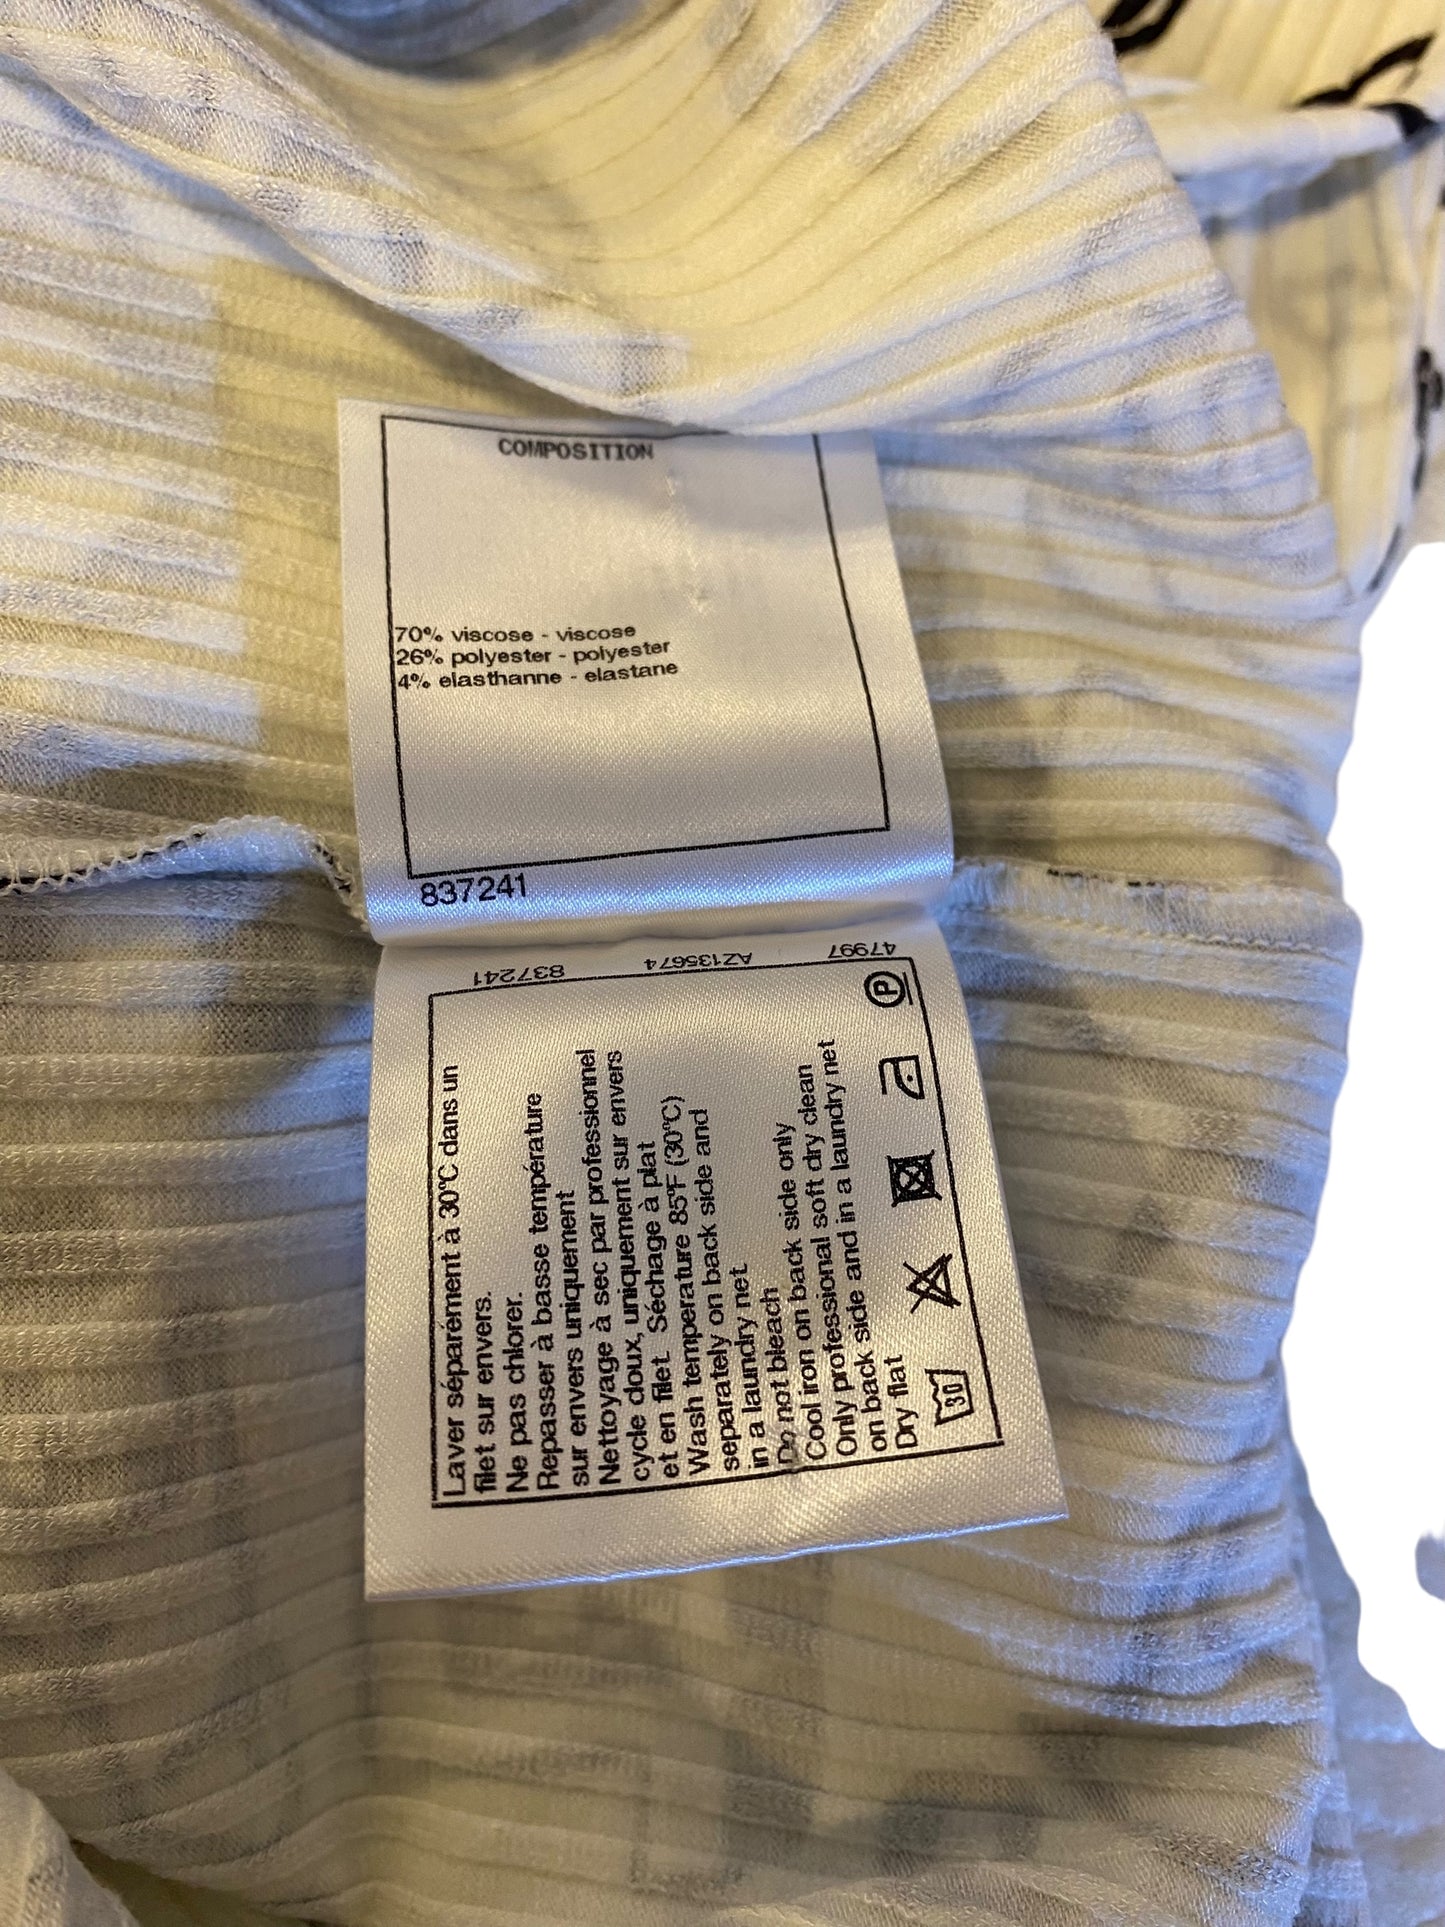 COMPOSITION
70% viscose - viscose
26% polyester - polyester
4% elasthanne - elastane
837241
47997
AZ135674
837241
Laver séparément à 30°C dans un
filet sur envers.
Ne pas chlorer.
Repasser à basse température
sur envers uniquement
Nettoyage à sec par professionnel
cycle doux, uniquement sur envers
et en filet. Séchage à plat
Wash temperature 85°F (30°C)
separately on back side and
in a laundry net
Do not bleach
Cool iron on back side only
Only professional soft dry clean
on back side and in a laundry net
Dry flat
30
P